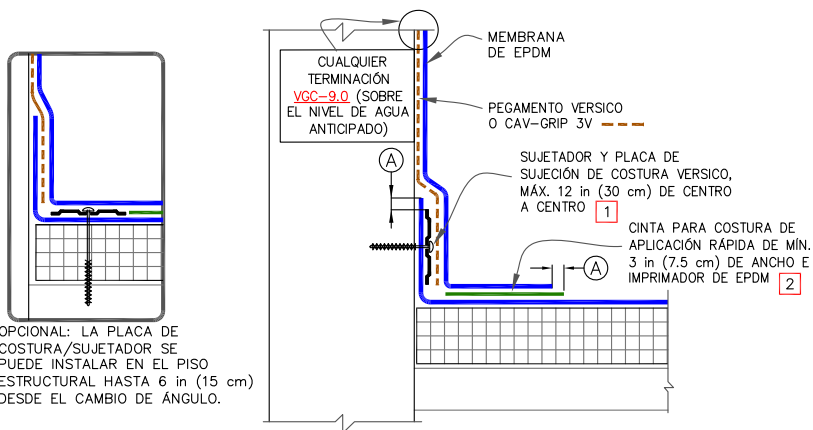 MEMBRANA
DE EPDM
CUALQUIER
TERMINACIÓN
VGC-9.0 (SOBRE
EL NIVEL DE AGUA
ANTICIPADO)
PEGAMENTO VERSICO
O CAV-GRIP 3V
A
SUJETADOR Y PLACA DE
SUJECIÓN DE COSTURA VERSICO,
MÁX. 12 in (30 cm) DE CENTRO
A CENTRO 1
CINTA PARA COSTURA DE
APLICACIÓN RÁPIDA DE MÍN.
3 in (7.5 cm) DE ANCHO E
IMPRIMADOR DE EPDM 2
A
OPCIONAL: LA PLACA DE
COSTURA/SUJETADOR SE
PUEDE INSTALAR EN EL PISO
ESTRUCTURAL HASTA 6 in (15 cm)
DESDE EL CAMBIO DE ÁNGULO.